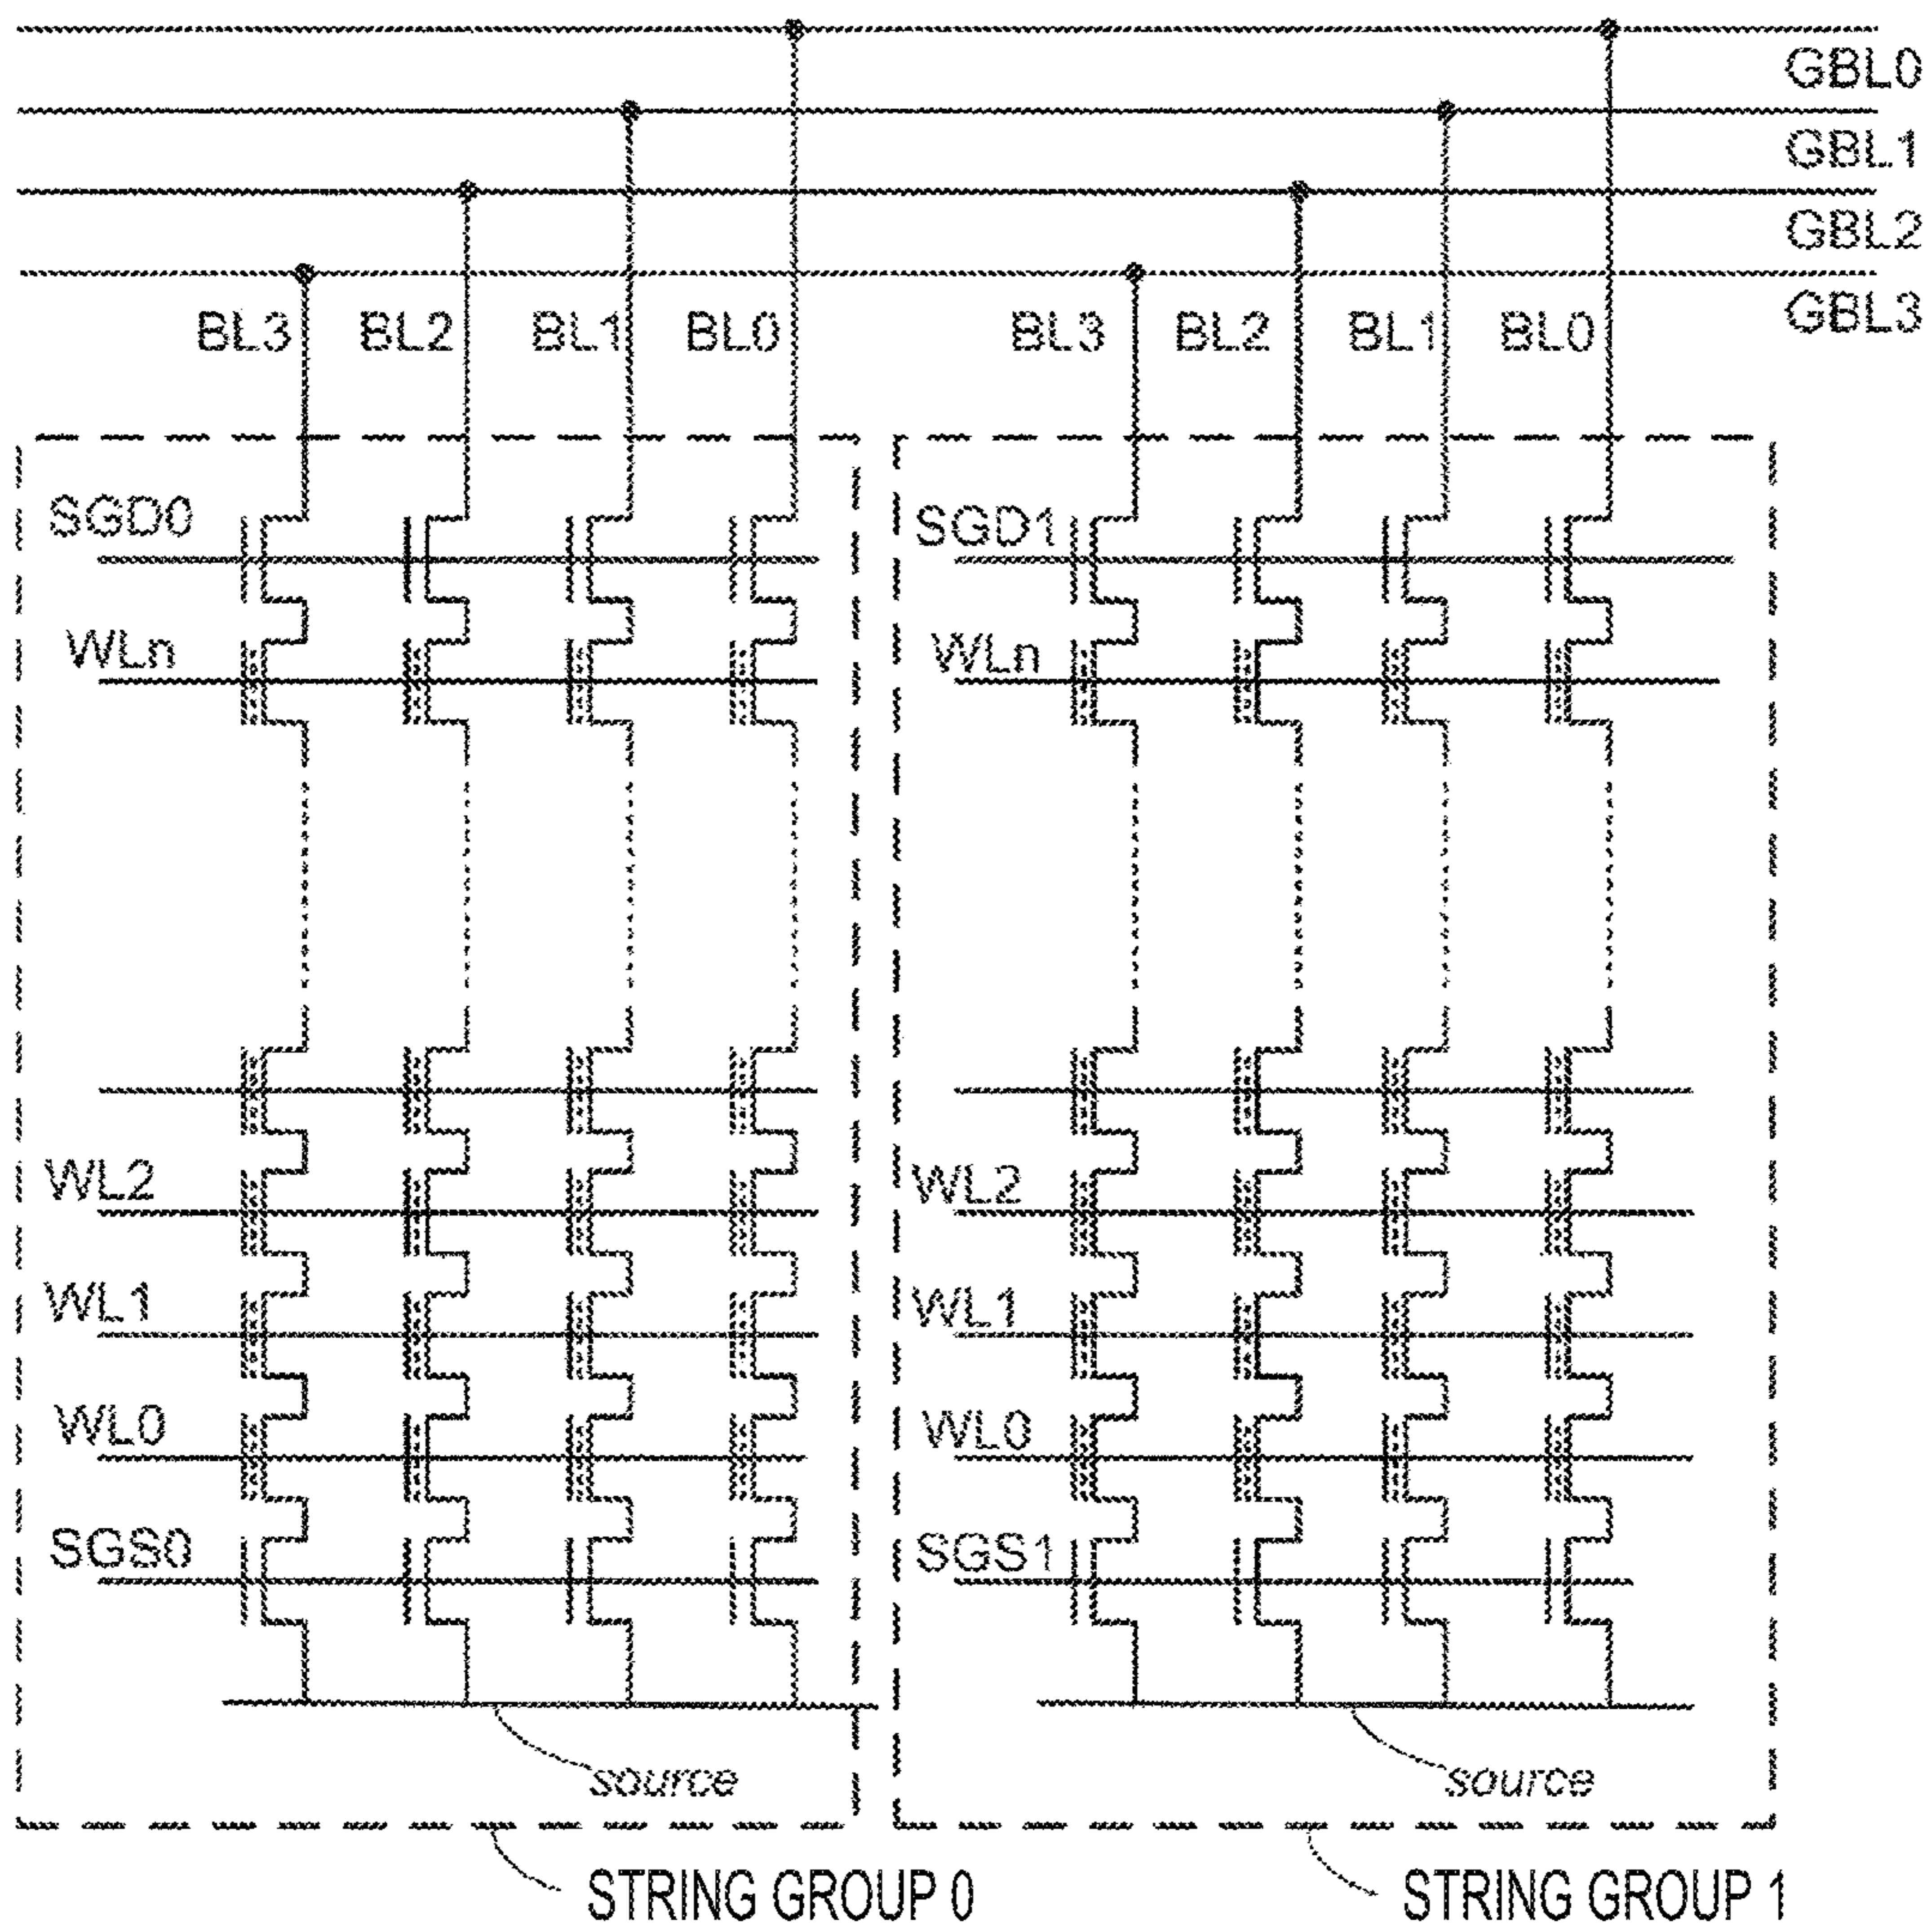 GBL0
GBL1
GBL2
GBL3
BL3 BL2 BL1 BL0 BL3 BL2 BL1 BL0
SGD0 SGD1
WLn WLn
WL2 WL2
WL1 WL1
WL0 WL0
SGS0 SGS1
source source
STRING GROUP 0 STRING GROUP 1